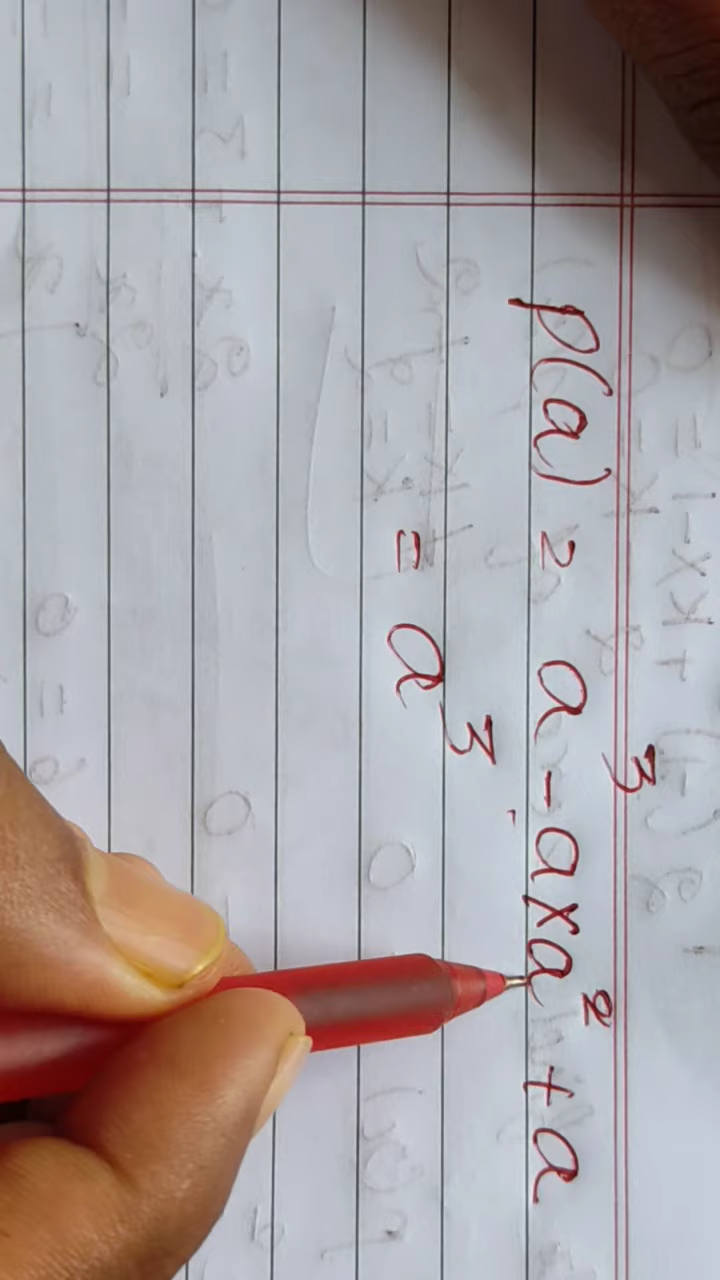 p(a) = a³ - a×a² + a
= a³